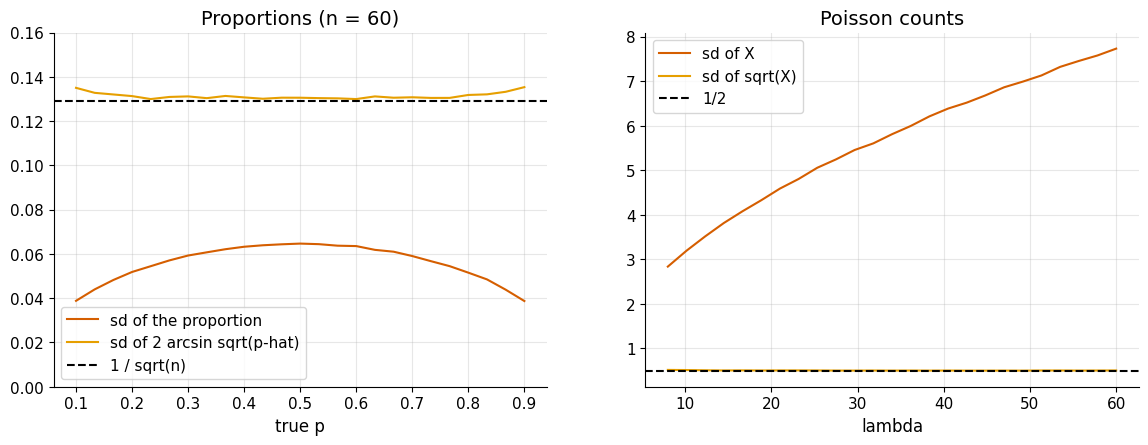 Proportions (n = 60)
0.16
0.14
0.12
0.10
0.08
0.06
0.04
0.02
0.00
sd of the proportion
sd of 2 arcsin sqrt(p-hat)
1 / sqrt(n)
0.1 0.2 0.3 0.4 0.5 0.6 0.7 0.8 0.9
true p
Poisson counts
8
7
6
5
4
3
2
1
sd of X
sd of sqrt(X)
1/2
10 20 30 40 50 60
lambda